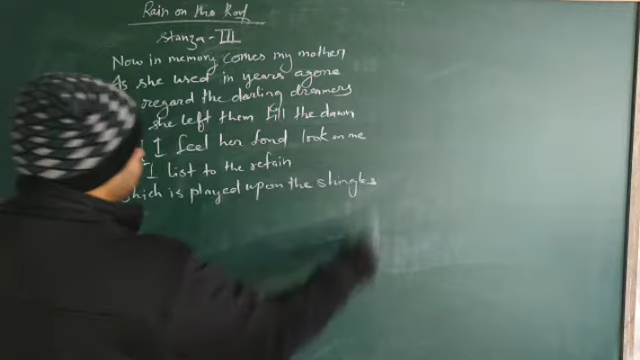 Rain on the Roof
Stanza - III
Now in memory comes my mother
As she used in years agone
regard the darling dreamers
she left them till the dawn
I feel her fond look on me
I list to the refain
which is played upon the shingles